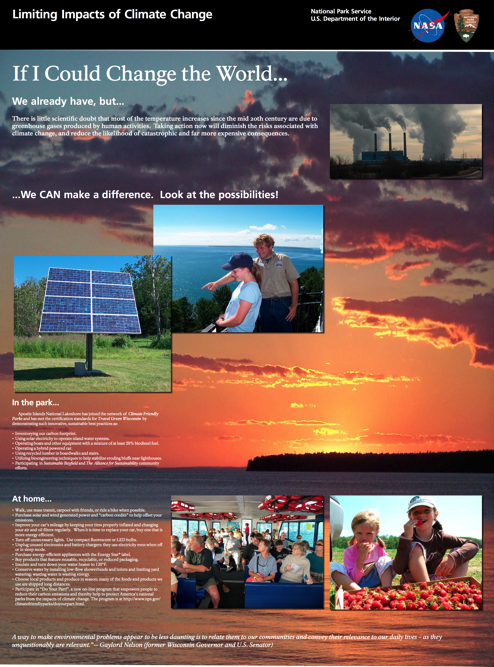 Limiting Impacts of Climate Change
National Park Service
U.S. Department of the Interior
NASA
If I Could Change the World...
We already have, but...
There is little scientific doubt that most of the temperature increases since the mid 20th century are due to
greenhouse gases produced by human activities. Taking action now will diminish the risks associated with
climate change, and reduce the likelihood of catastrophic and far more expensive consequences.
...We CAN make a difference. Look at the possibilities!
In the park...
Apostle Islands National Lakeshore has joined the network of Climate Friendly
Parks and has met the certification standards for Travel Green Wisconsin by
demonstrating such innovative, sustainable best practices as:
• Inventorying our carbon footprint.
• Using solar electricity to operate island water systems.
• Operating boats and other equipment with a mixture of at least 20% biodiesel fuel.
• Operating a hybrid powered car.
• Using recycled lumber in boardwalks and stairs.
• Utilizing bioengineering techniques to help stabilize eroding bluffs near lighthouses.
• Participating in Sustainable Bayfield and The Alliance for Sustainability community
efforts.
At home...
• Walk, use mass transit, carpool with friends, or ride a bike when possible.
• Purchase solar and wind generated power and "carbon credits" to help offset your
emissions.
• Improve your car's mileage by keeping your tires properly inflated and changing
your air and oil filters regularly. When it is time to replace your car, buy one that is
more energy efficient.
• Turn off unnecessary lights. Use compact fluorescent or LED bulbs.
• Unplug unused electronics and battery chargers they use electricity even when off
or in sleep mode.
• Purchase energy efficient appliances with the Energy Star® label.
• Buy products that feature reusable, recyclable, or reduced packaging.
• Insulate and turn down your water heater to 120°F.
• Conserve water by installing low-flow showerheads and toilets and limiting yard
watering; wasting water is wasting energy.
• Choose local products and produce in season; many of the foods and products we
use are shipped long distances.
• Participate in "Do Your Part!", a new on-line program that empowers people to
reduce their carbon emissions and thereby help to protect America's national
parks from the impacts of climate change. The program is at http://www.nps.gov/
climatefriendlyparks/doyourpart.html.
A way to make environmental problems appear to be less daunting is to relate them to our communities and convey their relevance to our daily lives – as they
unquestionably are relevant."— Gaylord Nelson (former Wisconsin Governor and U.S. Senator)